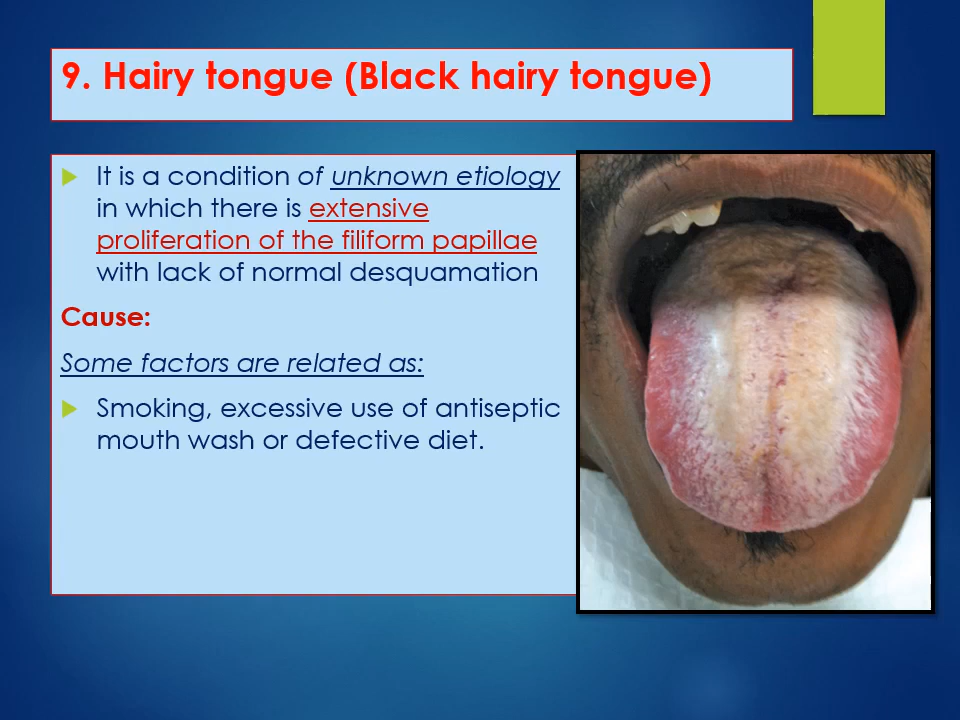 9. Hairy tongue (Black hairy tongue)
It is a condition of unknown etiology
in which there is extensive
proliferation of the filiform papillae
with lack of normal desquamation
Cause:
Some factors are related as:
Smoking, excessive use of antiseptic
mouth wash or defective diet.